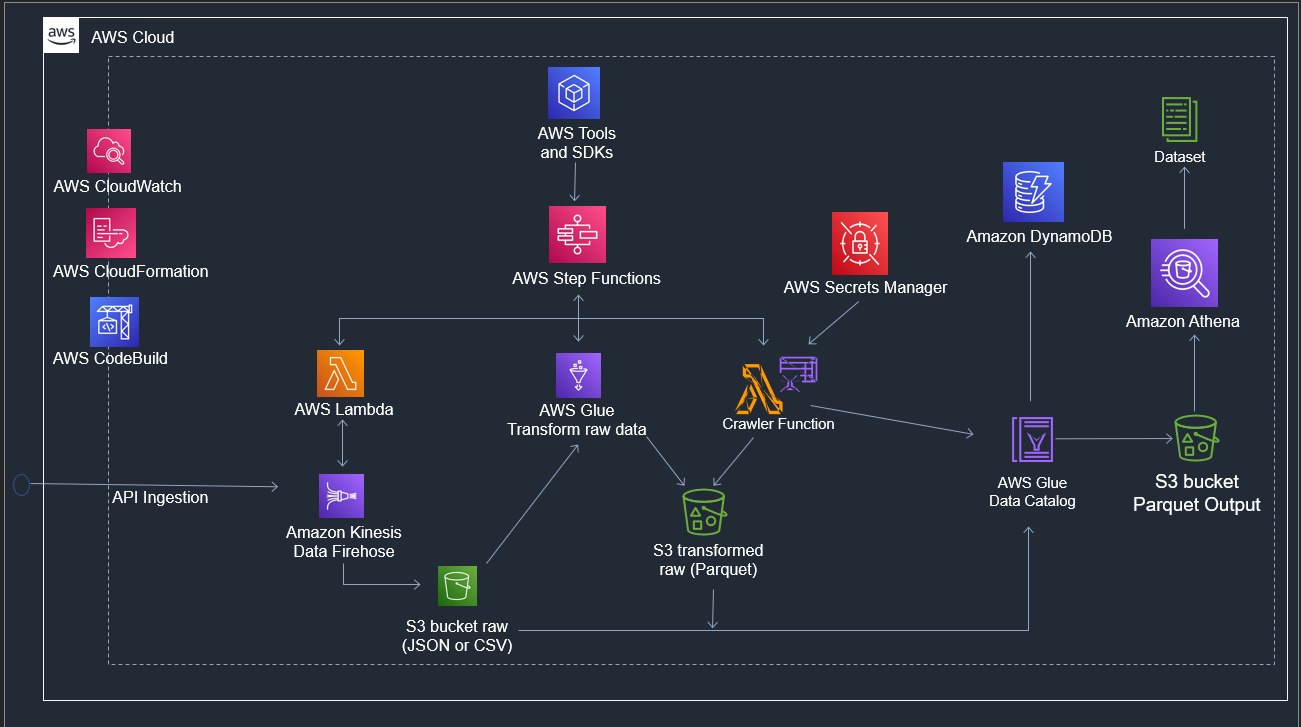 aws
AWS Cloud
AWS Tools
and SDKs
Dataset
AWS CloudWatch
Amazon DynamoDB
AWS CloudFormation
AWS Step Functions
AWS Secrets Manager
Amazon Athena
AWS CodeBuild
AWS Lambda
AWS Glue
Transform raw data
Crawler Function
AWS Glue
Data Catalog
S3 bucket
Parquet Output
API Ingestion
Amazon Kinesis
Data Firehose
S3 transformed
raw (Parquet)
S3 bucket raw
(JSON or CSV)